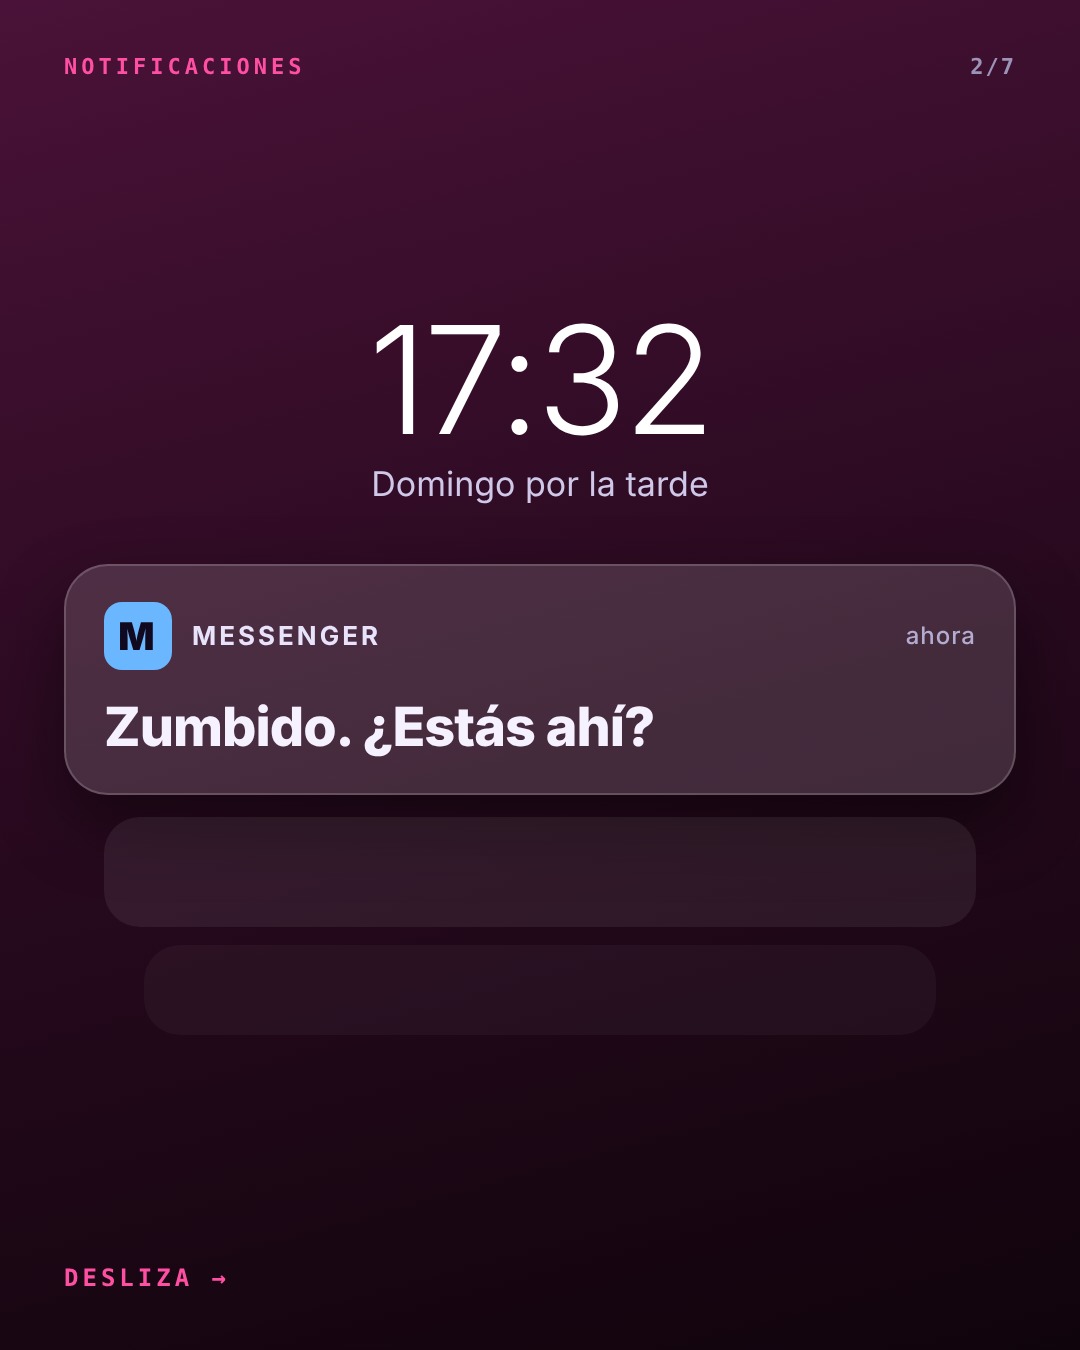 NOTIFICACIONES
2/7
17:32
Domingo por la tarde
M MESSENGER
ahora
Zumbido. ¿Estás ahí?
DESLIZA →